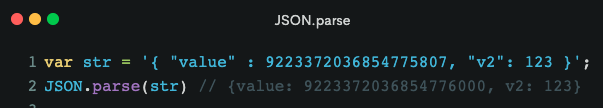 JSON.parse
1 var str = '{ "value" : 9223372036854775807, "v2": 123 }';
2 JSON.parse(str) // {value: 9223372036854776000, v2: 123}